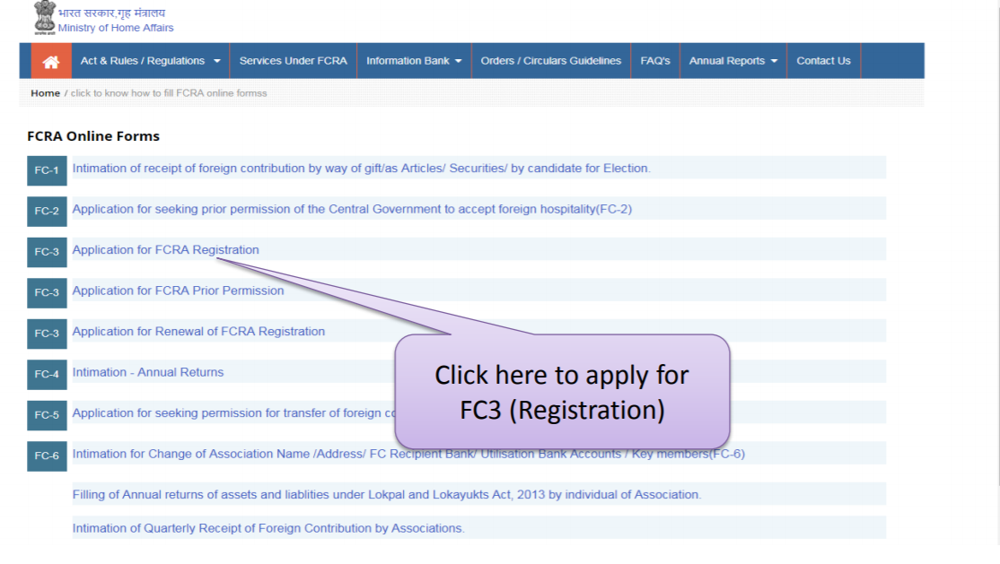 भारत सरकार,गृह मंत्रालय
Ministry of Home Affairs
Act & Rules / Regulations
Services Under FCRA
Information Bank
Orders / Circulars Guidelines
FAQ's
Annual Reports
Contact Us
Home / click to know how to fill FCRA online formss
FCRA Online Forms
FC-1 Intimation of receipt of foreign contribution by way of gift/as Articles/ Securities/ by candidate for Election.
FC-2 Application for seeking prior permission of the Central Government to accept foreign hospitality(FC-2)
FC-3 Application for FCRA Registration
FC-3 Application for FCRA Prior Permission
FC-3 Application for Renewal of FCRA Registration
FC-4 Intimation - Annual Returns
FC-5 Application for seeking permission for transfer of foreign
FC-6 Intimation for Change of Association Name /Address/ FC Recipient Bank/ Utilisation Bank Accounts / Key members(FC-6)
Filling of Annual returns of assets and liablities under Lokpal and Lokayukts Act, 2013 by individual of Association.
Intimation of Quarterly Receipt of Foreign Contribution by Associations.
Click here to apply for
FC3 (Registration)